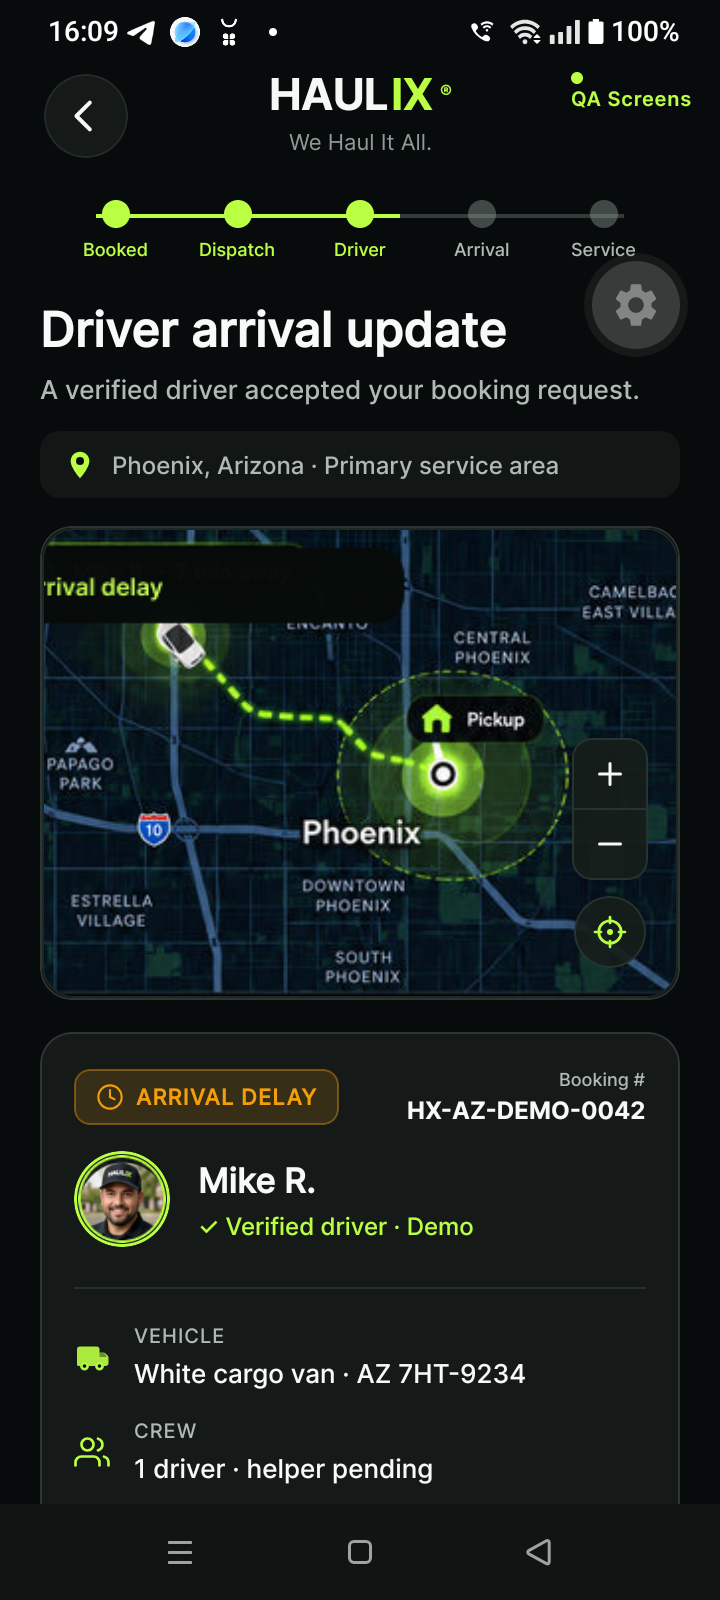 16:09
100%
HAULIX ®
QA Screens
We Haul It All.
Booked Dispatch Driver Arrival Service
Driver arrival update
A verified driver accepted your booking request.
Phoenix, Arizona · Primary service area
rrival delay
CAMELBAC
EAST VILLA
ENCANTO
CENTRAL
PHOENIX
Pickup
PAPAGO
PARK
10
Phoenix
DOWNTOWN
PHOENIX
ESTRELLA
VILLAGE
SOUTH
PHOENIX
ARRIVAL DELAY
Booking #
HX-AZ-DEMO-0042
HAULIX
Mike R.
Verified driver · Demo
VEHICLE
White cargo van · AZ 7HT-9234
CREW
1 driver · helper pending